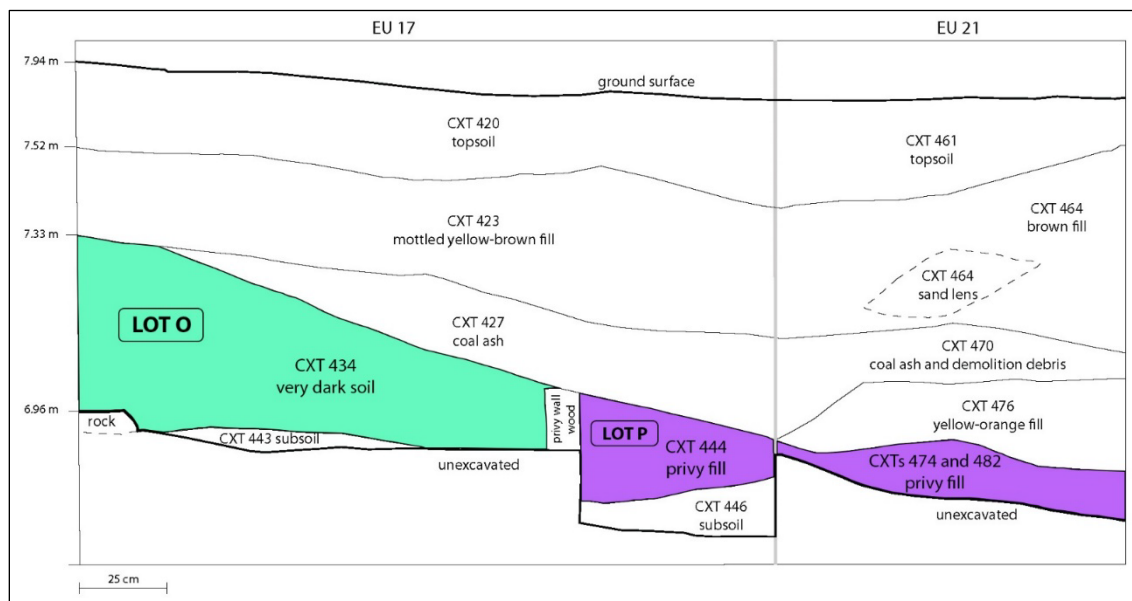 EU 17
EU 21
7.94 m
ground surface
CXT 420
topsoil
CXT 461
topsoil
7.52 m
CXT 423
mottled yellow-brown fill
CXT 464
brown fill
7.33 m
CXT 464
sand lens
LOT O
CXT 427
coal ash
CXT 434
very dark soil
CXT 470
coal ash and demolition debris
6.96 m
rock
CXT 443 subsoil
privy wall
wood
LOT P
CXT 444
privy fill
CXT 476
yellow-orange fill
CXTs 474 and 482
privy fill
unexcavated
CXT 446
subsoil
unexcavated
25 cm